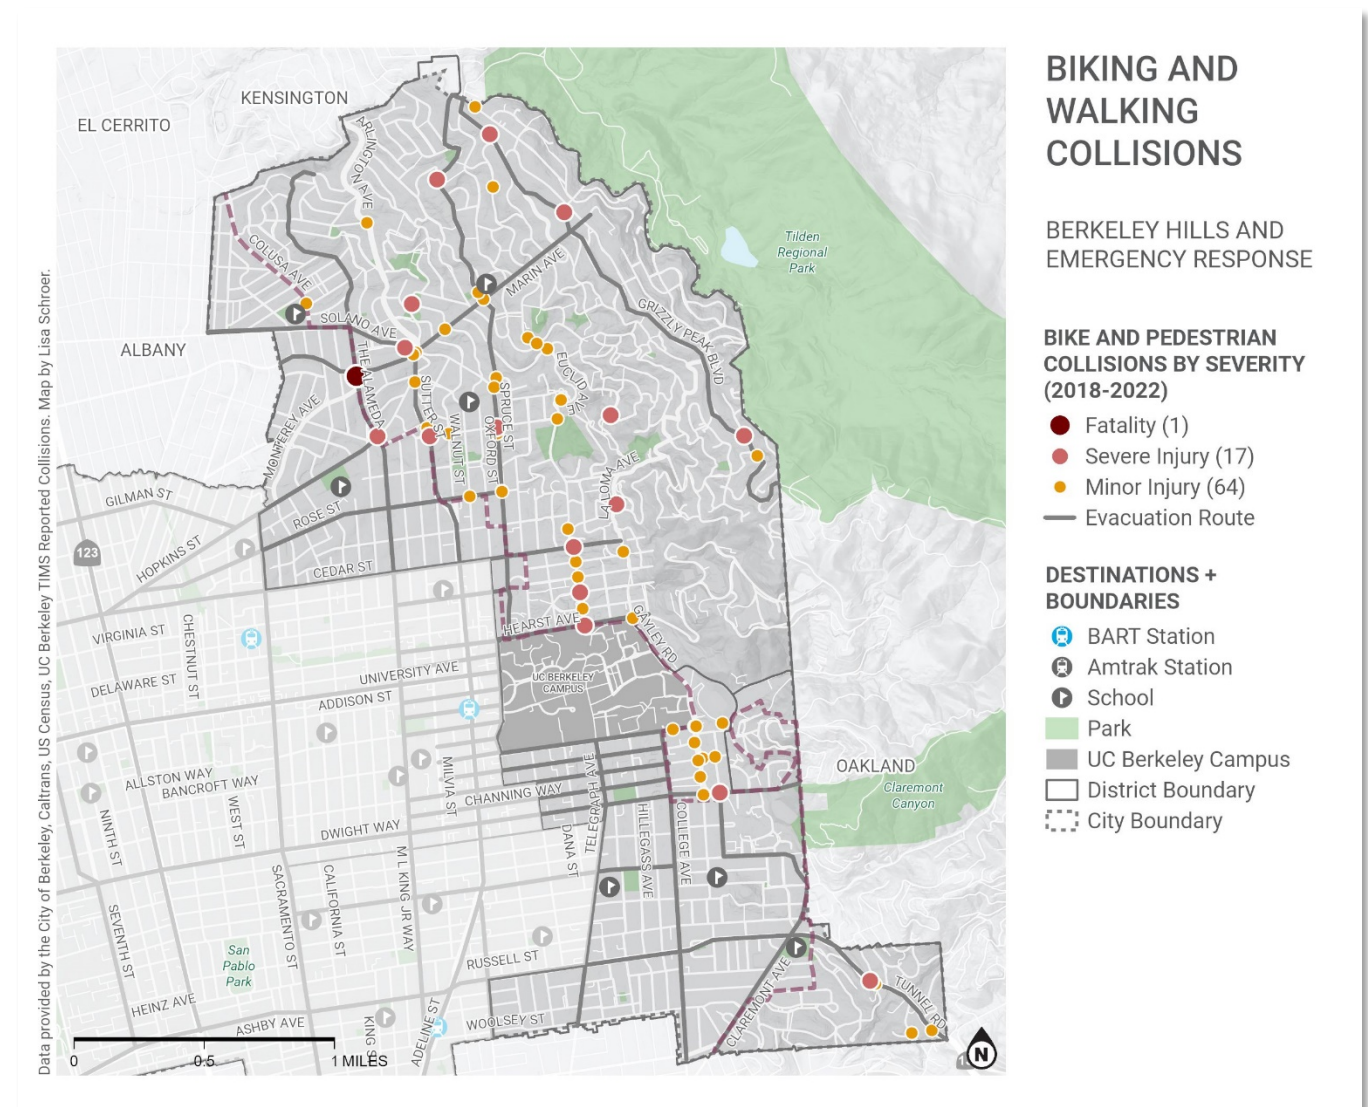 BIKING AND
WALKING
COLLISIONS
BERKELEY HILLS AND
EMERGENCY RESPONSE
BIKE AND PEDESTRIAN
COLLISIONS BY SEVERITY
(2018-2022)
Fatality (1)
Severe Injury (17)
Minor Injury (64)
Evacuation Route
DESTINATIONS +
BOUNDARIES
BART Station
Amtrak Station
School
Park
UC Berkeley Campus
District Boundary
City Boundary
KENSINGTON
EL CERRITO
ARLINGTON AVE
Tilden
Regional
Park
COLUSA AVE
MARIN AVE
GRIZZLY PEAK BLVD
SOLANO AVE
ALBANY
THE ALAMEDA
EUCLID AVE
SUTTER ST
SPRUCE ST
WALNUT ST
OXFORD ST
MONTEREY AVE
LA LOMA AVE
GILMAN ST
ROSE ST
123
HOPKINS ST
CEDAR ST
VIRGINIA ST
CHESTNUT ST
HEARST AVE
GAYLEY RD
DELAWARE ST
UNIVERSITY AVE
ADDISON ST
UC BERKELEY
CAMPUS
ALLSTON WAY
BANCROFT WAY
MILVIA ST
CHANNING WAY
TELEGRAPH AVE
OAKLAND
Claremont
Canyon
NINTH ST
WEST ST
DWIGHT WAY
DANA ST
HILLEGASS AVE
COLLEGE AVE
M L KING JR WAY
SACRAMENTO ST
CALIFORNIA ST
SEVENTH ST
San
Pablo
Park
RUSSELL ST
CLAREMONT AVE
TUNNEL RD
HEINZ AVE
ASHBY AVE
KING S
ADELINE ST
WOOLSEY ST
0 0.5 1 MILES
N
Data provided by the City of Berkeley, Caltrans, US Census, UC Berkeley TIMS Reported Collisions. Map by Lisa Schroer.